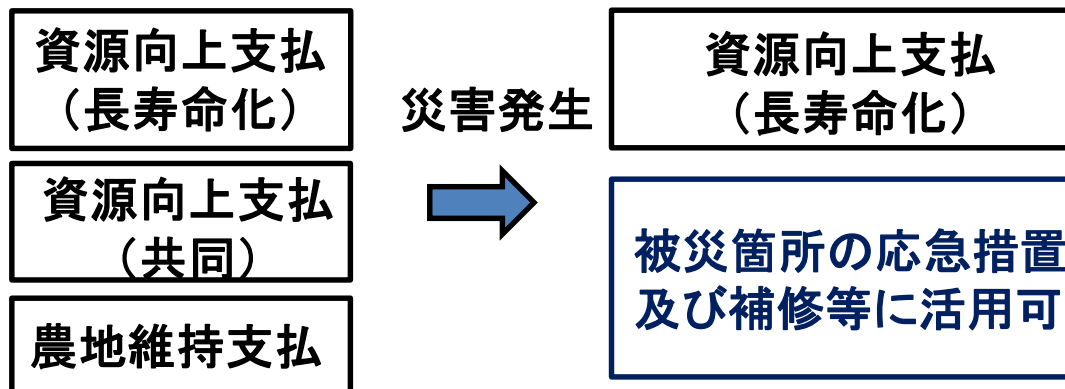 資源向上支払
（長寿命化）
資源向上支払
（共同）
農地維持支払
災害発生
資源向上支払
（長寿命化）
被災箇所の応急措置
及び補修等に活用可